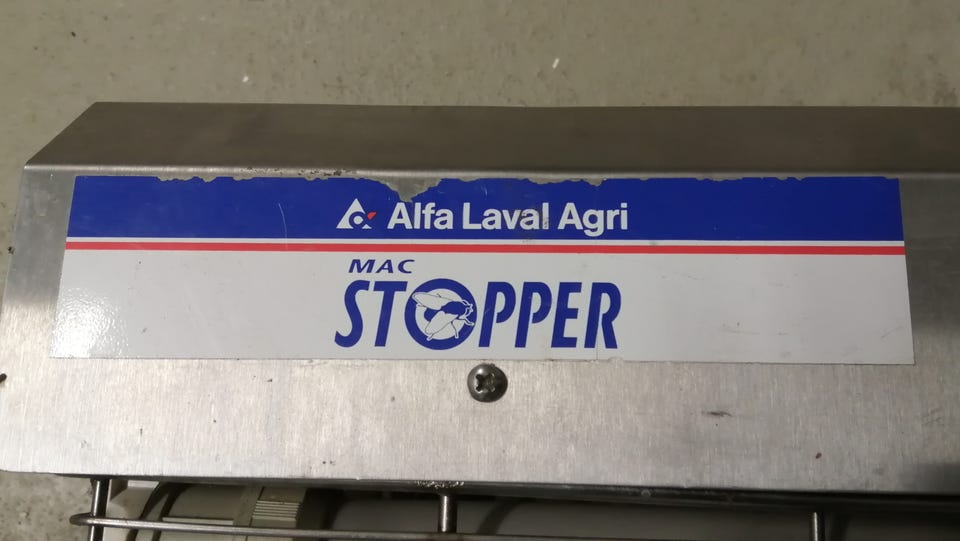 Alfa Laval Agri
MAC
STOPPER